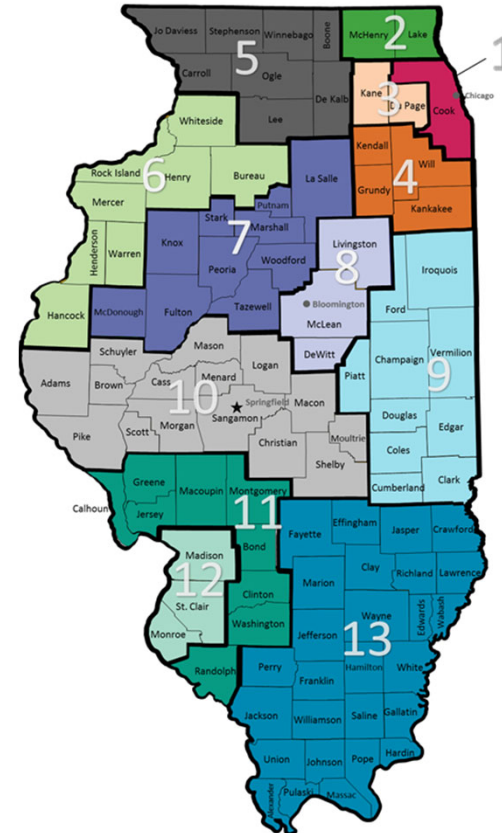 Jo Daviess
Stephenson
Winnebago
Boone
McHenry
Lake
2
5
1
Carroll
Ogle
De Kalb
Kane
3
Du Page
Cook
Chicago
Lee
Whiteside
Kendall
Will
4
Rock Island
6
Henry
Bureau
La Salle
Grundy
Kankakee
Mercer
Putnam
Stark
Marshall
Henderson
Warren
Knox
7
Livingston
8
Iroquois
Peoria
Woodford
Hancock
McDonough
Fulton
Tazewell
Bloomington
McLean
Ford
Schuyler
Mason
DeWitt
Champaign
Vermilion
9
Adams
Brown
Cass
Menard
Logan
Piatt
10
Springfield
Macon
Sangamon
Douglas
Edgar
Pike
Scott
Morgan
Christian
Moultrie
Coles
Shelby
Cumberland
Clark
Greene
Macoupin
Montgomery
Calhoun
Jersey
11
Fayette
Effingham
Jasper
Crawford
Madison
Bond
12
Clay
Richland
Lawrence
Marion
St. Clair
Clinton
Wayne
Edwards
Wabash
Monroe
Washington
Jefferson
13
Randolph
Perry
Hamilton
White
Franklin
Jackson
Williamson
Saline
Gallatin
Union
Johnson
Pope
Hardin
Alexander
Pulaski
Massac